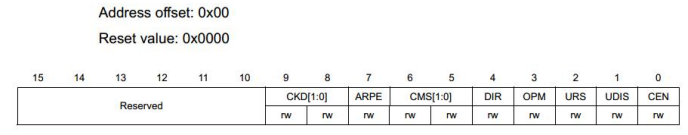 Address offset: 0x00
Reset value: 0x0000
15 14 13 12 11 10 9 8 7 6 5 4 3 2 1 0
Reserved CKD[1:0] ARPE CMS[1:0] DIR OPM URS UDIS CEN
rw rw rw rw rw rw rw rw rw rw